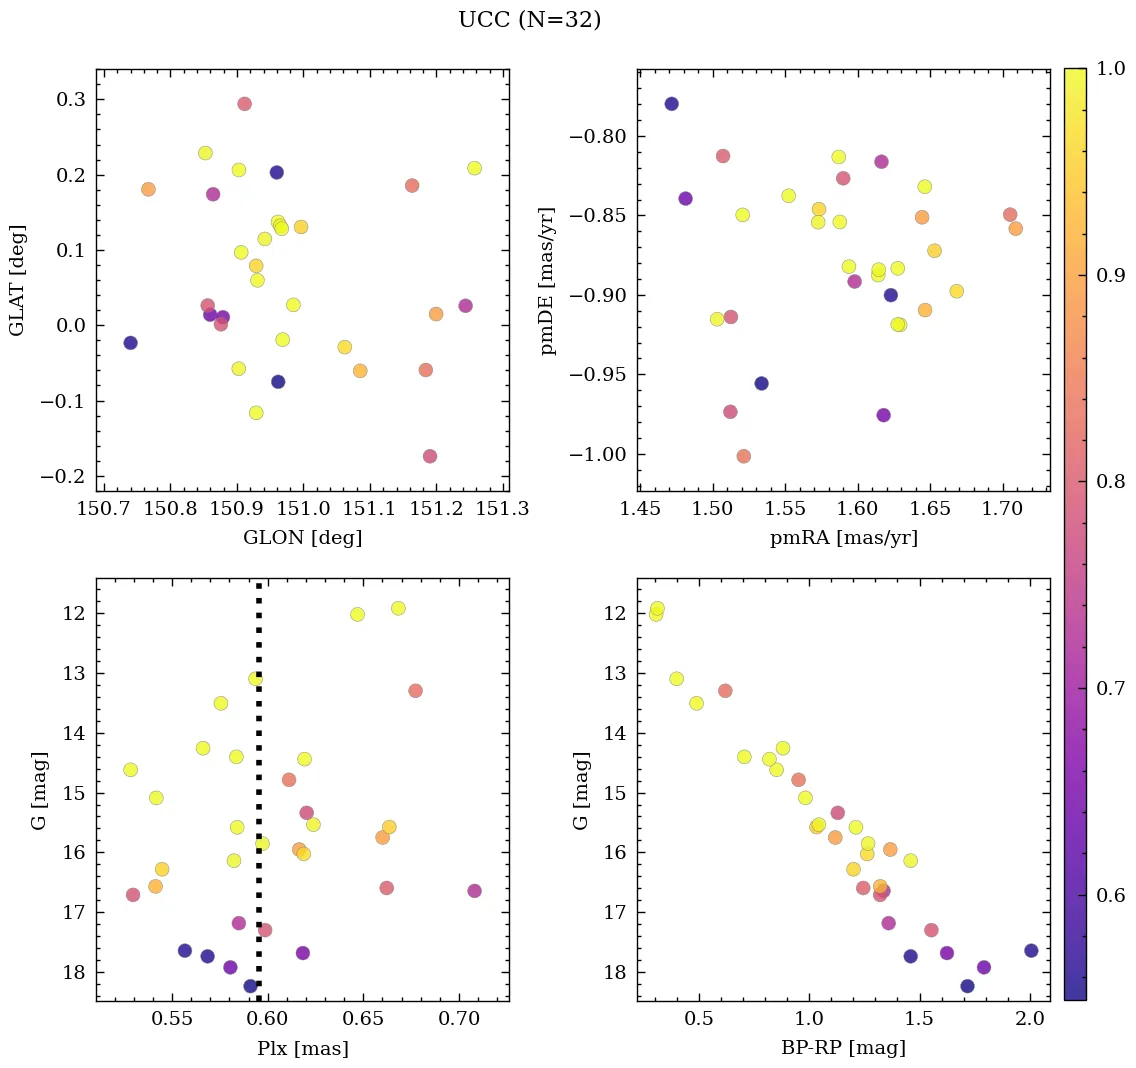 UCC (N=32)
0.3
0.2
0.1
0.0
−0.1
−0.2
GLAT [deg]
150.7 150.8 150.9 151.0 151.1 151.2 151.3
GLON [deg]
−0.80
−0.85
−0.90
−0.95
−1.00
pmDE [mas/yr]
1.45 1.50 1.55 1.60 1.65 1.70
pmRA [mas/yr]
12
13
14
15
16
17
18
G [mag]
0.55 0.60 0.65 0.70
Plx [mas]
12
13
14
15
16
17
18
G [mag]
0.5 1.0 1.5 2.0
BP-RP [mag]
1.0
0.9
0.8
0.7
0.6